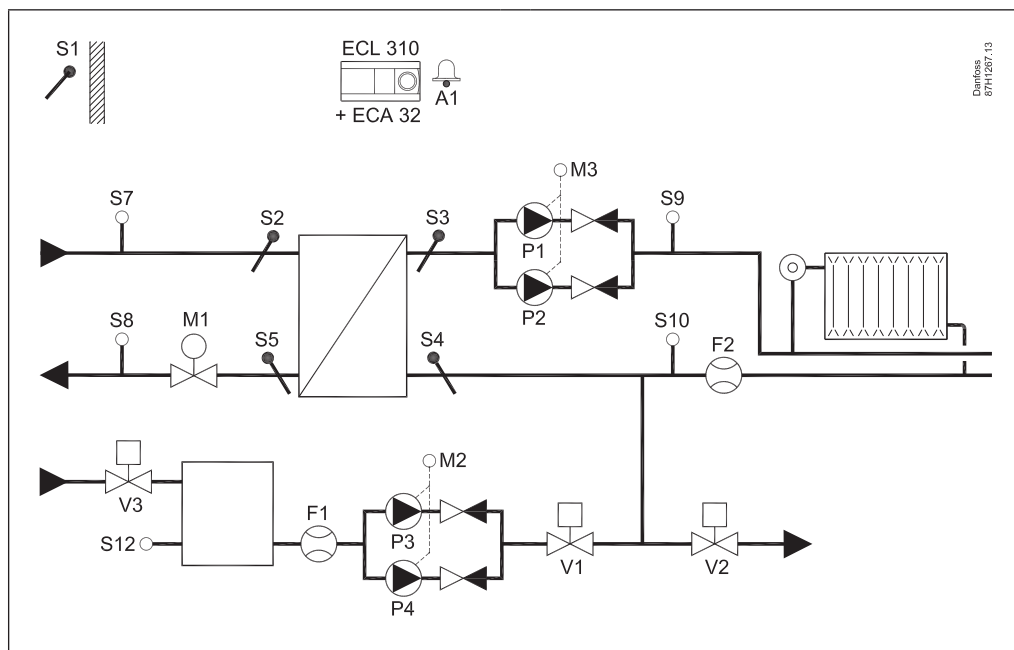 S1
ECL 310
A1
+ ECA 32
Danfoss
87H1267.13
M3
S7
S2
S3
S9
P1
P2
S8
M1
S5
S4
S10
F2
M2
V3
F1
P3
S12
V1
V2
P4